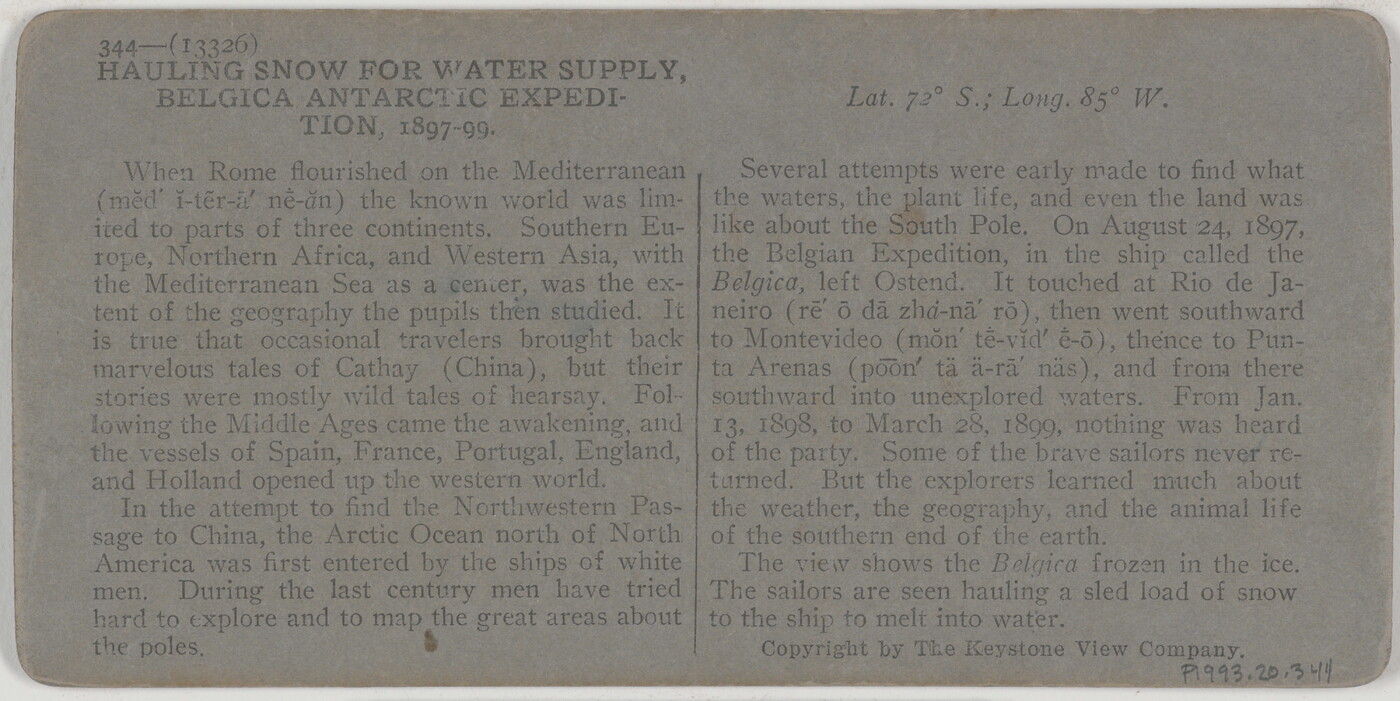 344—(13326)
HAULING SNOW FOR WATER SUPPLY,
BELGICA ANTARCTIC EXPEDI-
TION, 1897-99.
When Rome flourished on the Mediterranean
(mĕd′ ĭ-tẽr-ā′ nē̍-ăn) the known world was lim-
ited to parts of three continents. Southern Eu-
rope, Northern Africa, and Western Asia, with
the Mediterranean Sea as a center, was the ex-
tent of the geography the pupils then studied. It
is true that occasional travelers brought back
marvelous tales of Cathay (China), but their
stories were mostly wild tales of hearsay. Fol-
lowing the Middle Ages came the awakening, and
the vessels of Spain, France, Portugal, England,
and Holland opened up the western world.
In the attempt to find the Northwestern Pas-
sage to China, the Arctic Ocean north of North
America was first entered by the ships of white
men. During the last century men have tried
hard to explore and to map the great areas about
the poles.
Lat. 72° S.; Long. 85° W.
Several attempts were early made to find what
the waters, the plant life, and even the land was
like about the South Pole. On August 24, 1897,
the Belgian Expedition, in the ship called the
Belgica, left Ostend. It touched at Rio de Ja-
neiro (rē′ ō dā zhá-nā′ rō), then went southward
to Montevideo (mŏn′ tē̍-vĭd′ ē̍-ō), thence to Pun-
ta Arenas (po͞on′ tä ä-rā′ näs), and from there
southward into unexplored waters. From Jan.
13, 1898, to March 28, 1899, nothing was heard
of the party. Some of the brave sailors never re-
turned. But the explorers learned much about
the weather, the geography, and the animal life
of the southern end of the earth.
The view shows the Belgica frozen in the ice.
The sailors are seen hauling a sled load of snow
to the ship to melt into water.
Copyright by The Keystone View Company.
P1993.20.344